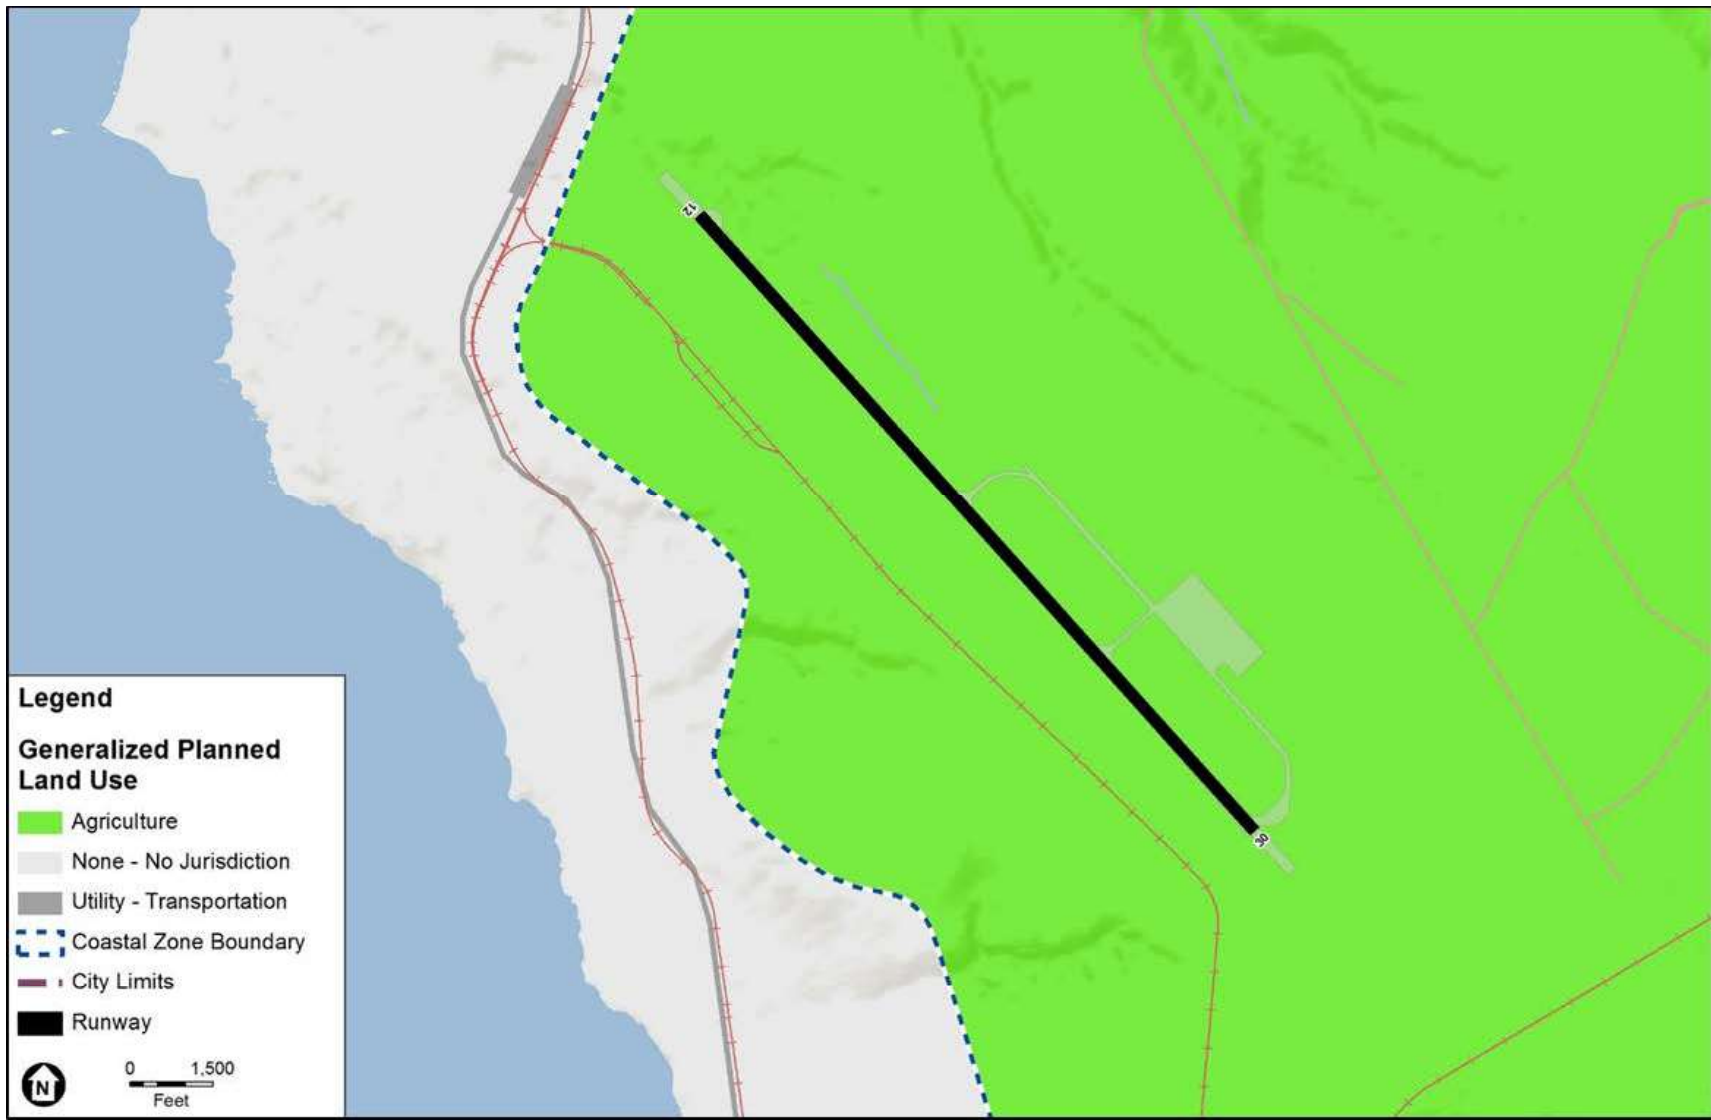 12
30
Legend
Generalized Planned
Land Use
Agriculture
None - No Jurisdiction
Utility - Transportation
Coastal Zone Boundary
City Limits
Runway
N
0 1,500
Feet